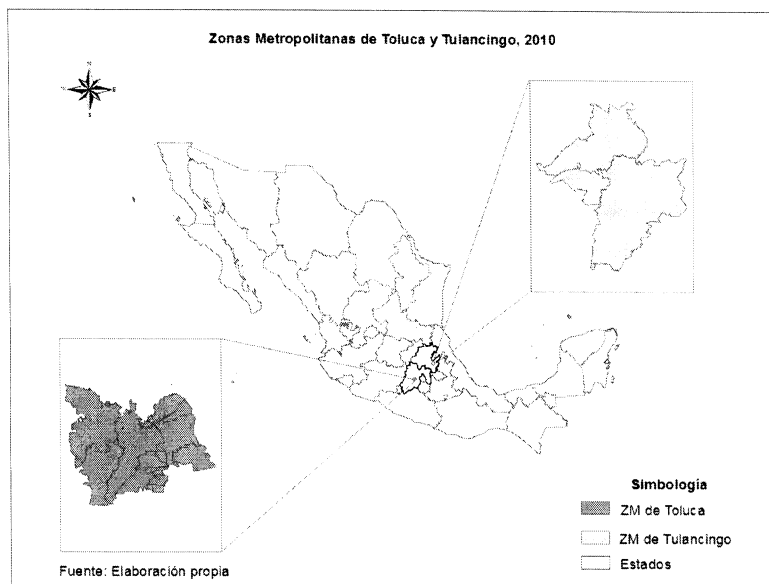 Zonas Metropolitanas de Toluca y Tulancingo, 2010
Simbología
ZM de Toluca
ZM de Tulancingo
Estados
Fuente: Elaboración propia